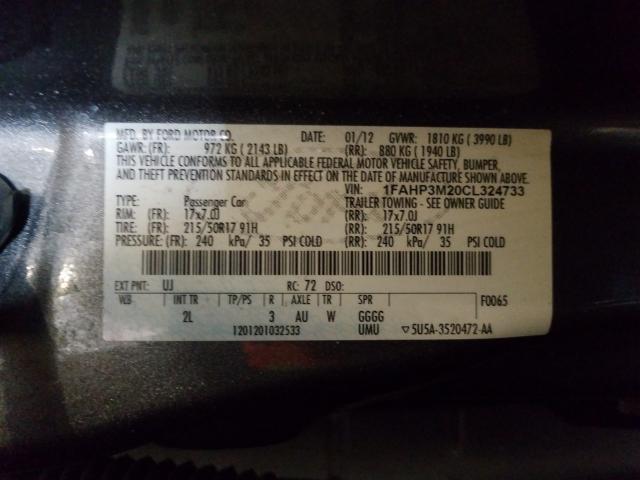 MFD. BY FORD MOTOR CO. DATE: 01/12 GVWR: 1810 KG ( 3990 LB)
GAWR: (FR): 972 KG ( 2143 LB) (RR): 880 KG ( 1940 LB)
THIS VEHICLE CONFORMS TO ALL APPLICABLE FEDERAL MOTOR VEHICLE SAFETY, BUMPER,
AND THEFT PREVENTION STANDARDS IN EFFECT ON THE DATE OF MANUFACTURE SHOWN ABOVE.
VIN: 1FAHP3M20CL324733
TYPE: Passenger Car TRAILER TOWING - SEE OWNER GUIDE
RIM: (FR): 17x7.0J (RR): 17x7.0J
TIRE: (FR): 215/50R17 91H (RR): 215/50R17 91H
PRESSURE: (FR): 240 kPa/ 35 PSI COLD (RR): 240 kPa/ 35 PSI COLD
EXT PNT: UJ RC: 72 DSO:
WB INT TR TP/PS R AXLE TR SPR F0065
2L 3 AU W GGGG
1201201032533 UMU ▽5U5A-3520472-AA